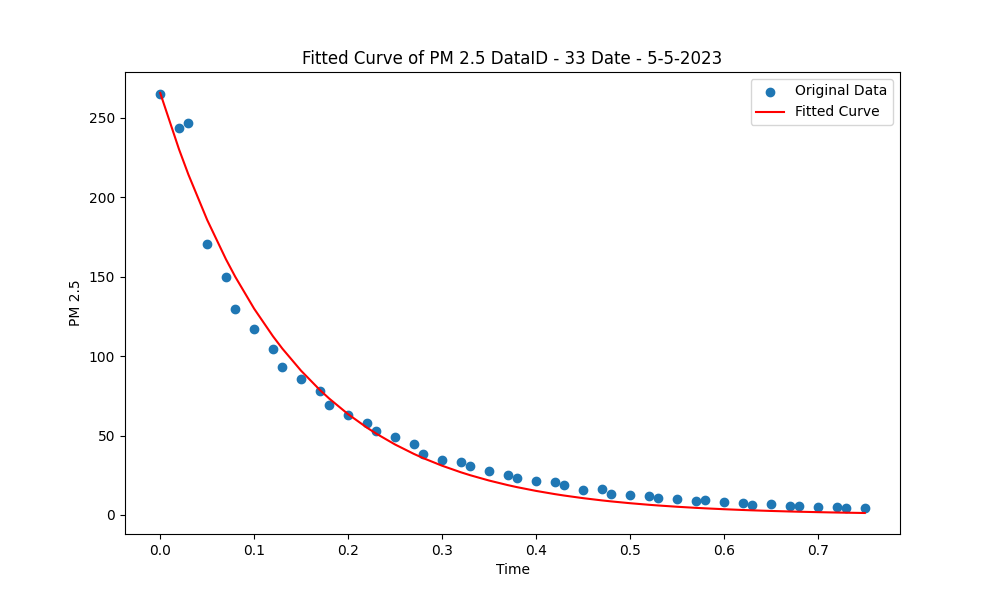 Fitted Curve of PM 2.5 DataID - 33 Date - 5-5-2023
Original Data
Fitted Curve
PM 2.5
250
200
150
100
50
0
0.0 0.1 0.2 0.3 0.4 0.5 0.6 0.7
Time